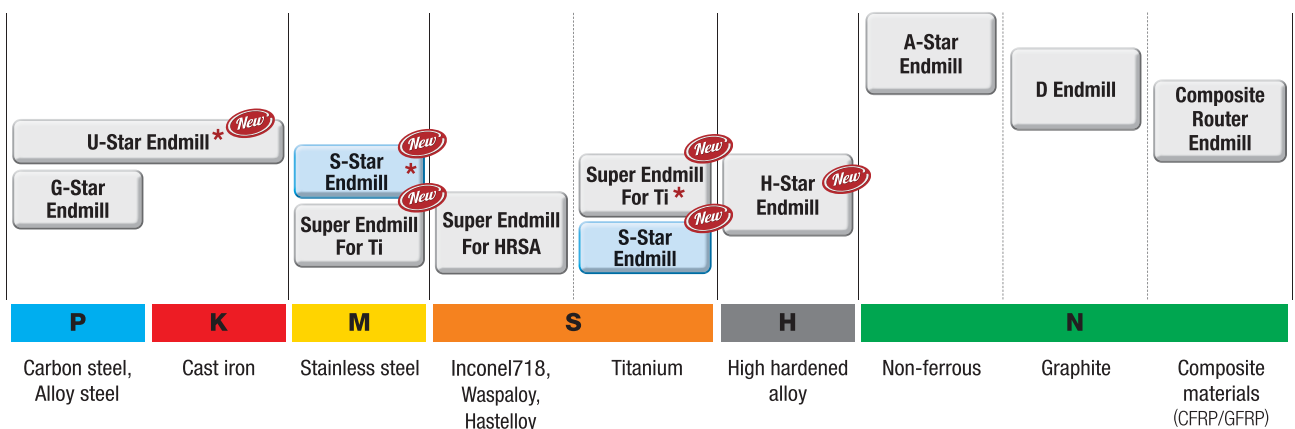 A-Star
Endmill
D Endmill
Composite
Router
Endmill
U-Star Endmill*
New
G-Star
Endmill
S-Star
Endmill *
New
Super Endmill
For Ti
New
Super Endmill
For HRSA
Super Endmill
For Ti *
New
S-Star
Endmill
New
H-Star
Endmill
New
P
K
M
S
H
N
Carbon steel,
Alloy steel
Cast iron
Stainless steel
Inconel718,
Waspaloy,
Hastellov
Titanium
High hardened
alloy
Non-ferrous
Graphite
Composite
materials
(CFRP/GFRP)